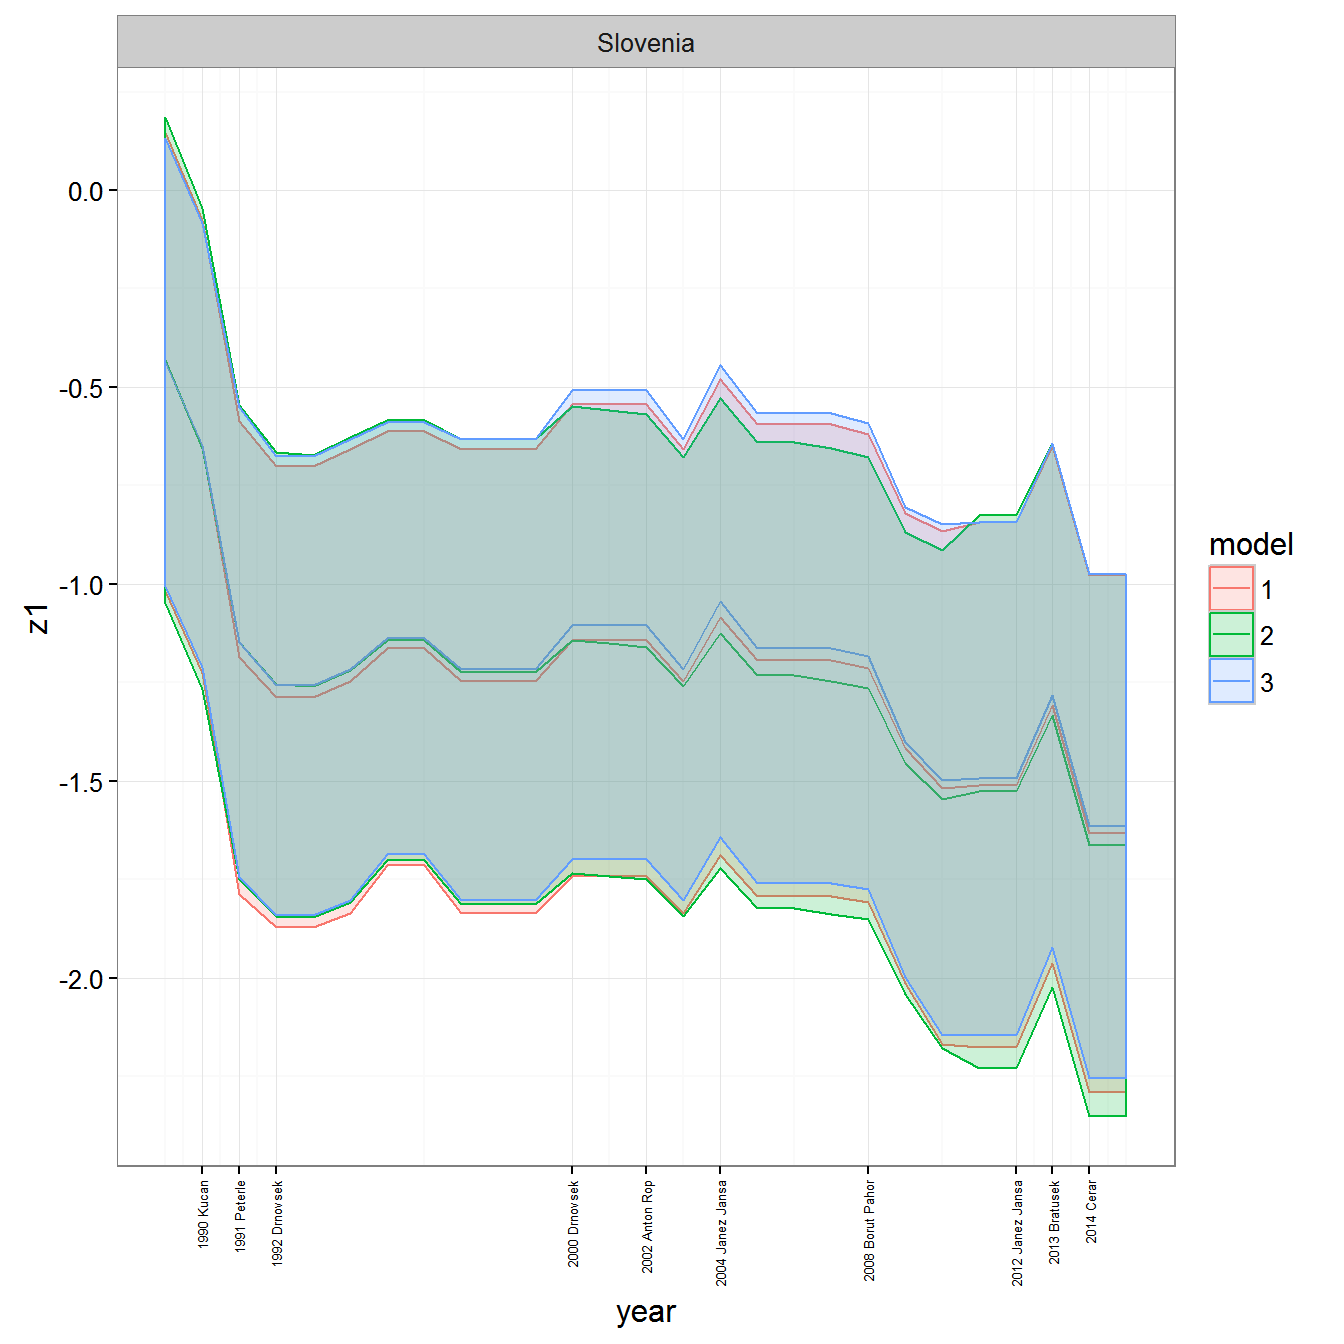 Slovenia
0.0
-0.5
-1.0
-1.5
-2.0
z1
1990 Kucan
1991 Peterle
1992 Drnovsek
2000 Drnovsek
2002 Anton Rop
2004 Janez Jansa
2008 Borut Pahor
2012 Janez Jansa
2013 Bratusek
2014 Cerar
year
model
1
2
3